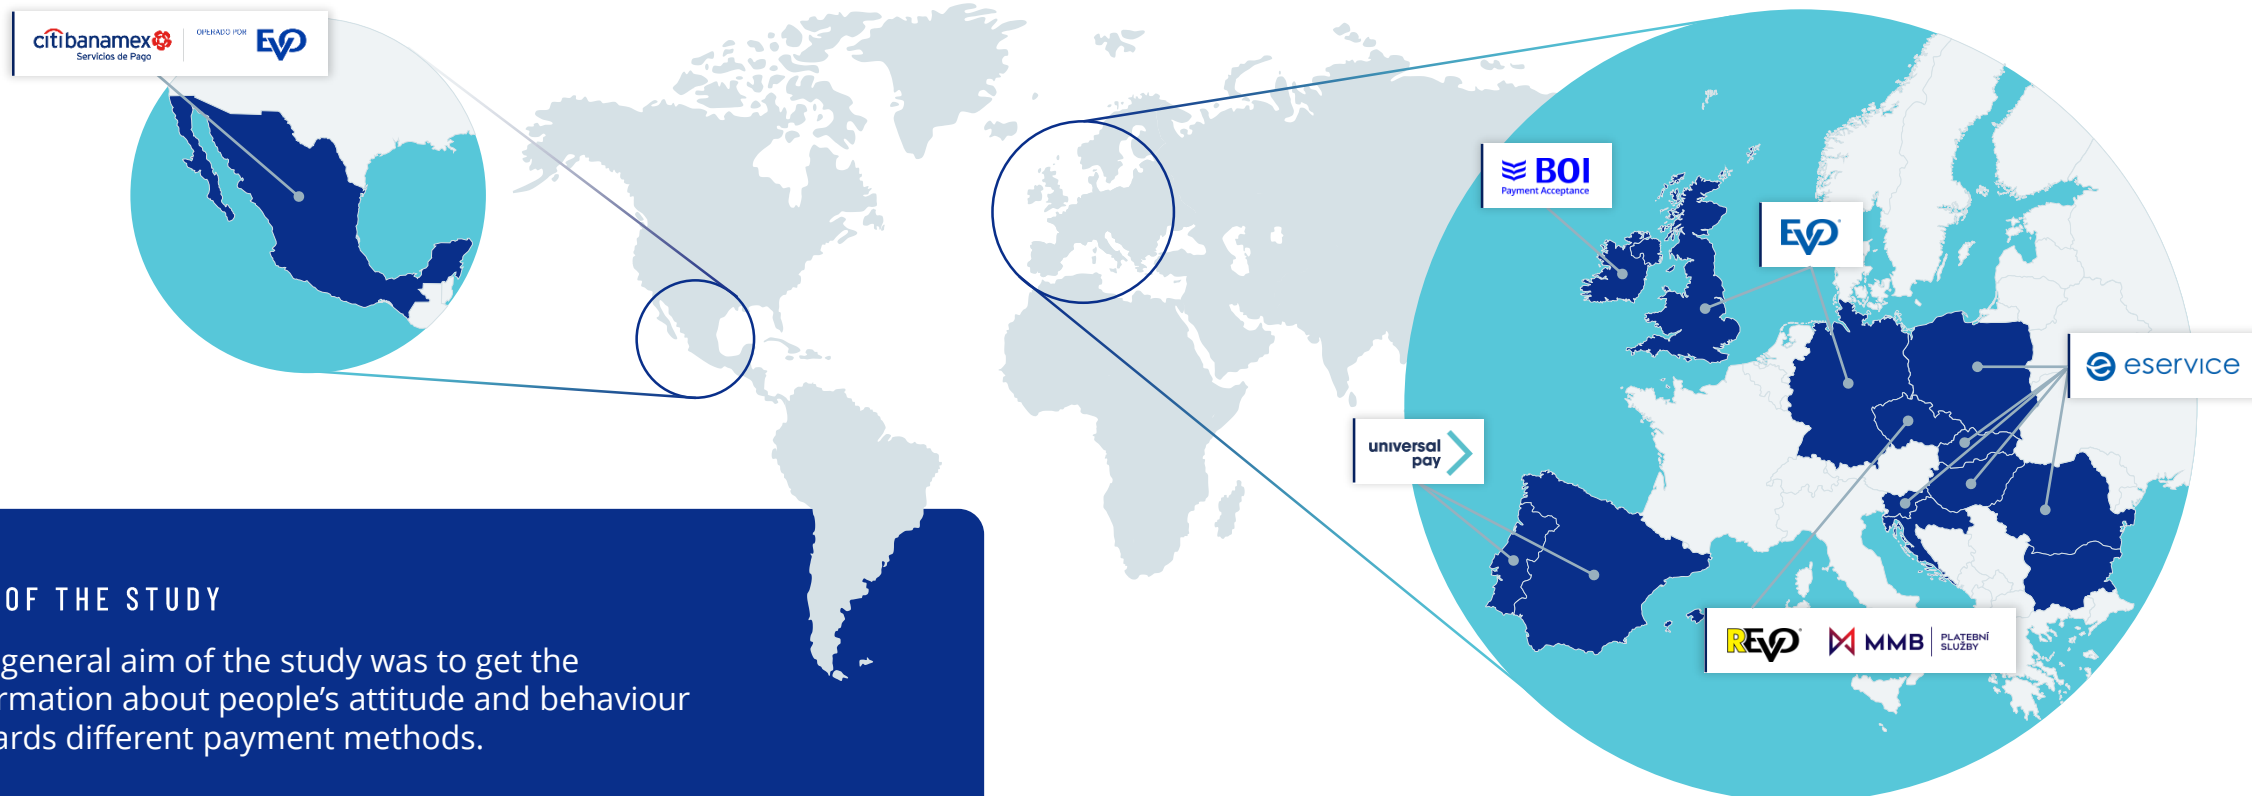 citibanamex
Servicios de Pago
OPERADO POR
EVO
BOI
Payment Acceptance
EVO
eservice
universal
pay
REVO
MMB
PLATEBNÍ
SLUŽBY
OF THE STUDY
general aim of the study was to get the
rmation about people's attitude and behaviour
ards different payment methods.